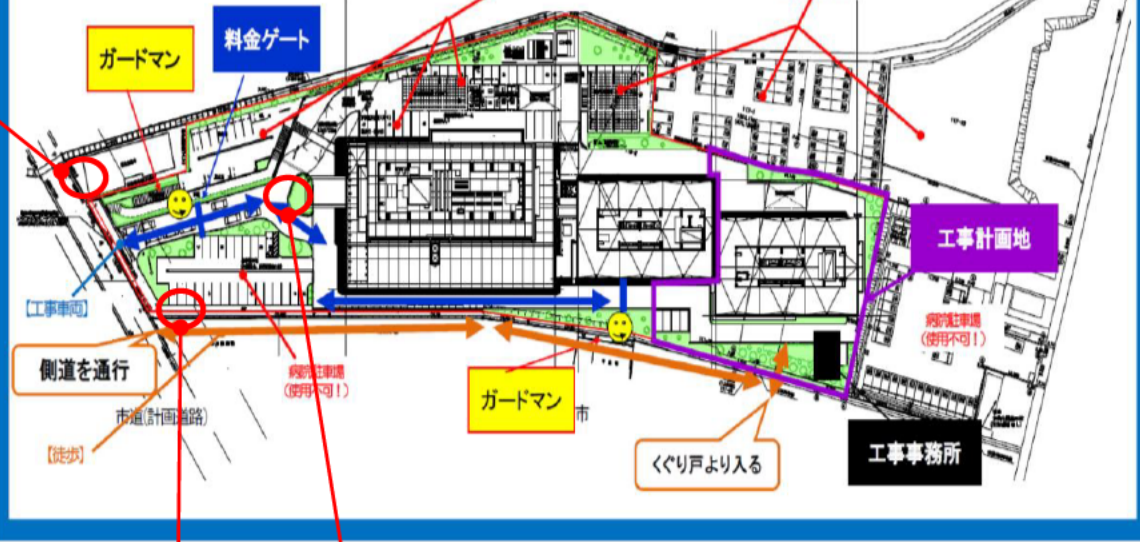 料金ゲート
ガードマン
工事計画地
【工事車両】
病院駐車場
(使用不可!)
側道を通行
病院駐車場
(使用不可!)
ガードマン
市
市道(計画道路)
【徒歩】
くぐり戸より入る
工事事務所